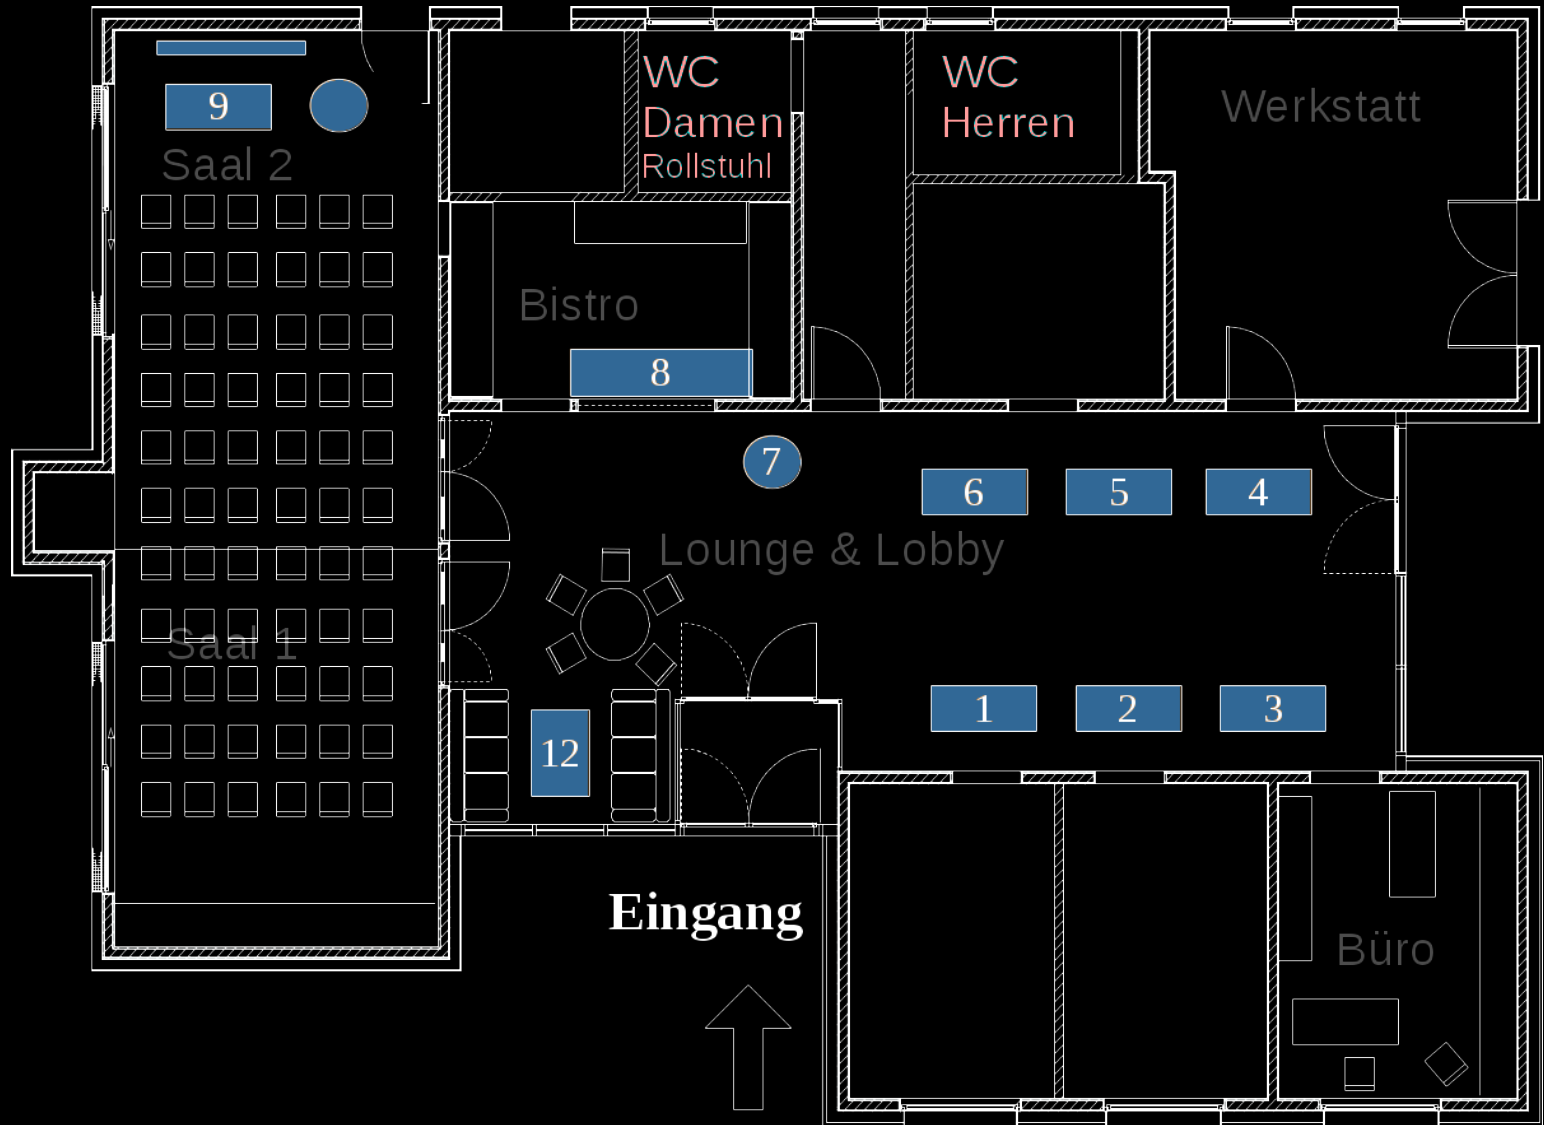 WC
Damen
Rollstuhl
WC
Herren
Werkstatt
9
Saal 2
Bistro
8
7
6
5
4
Lounge & Lobby
Saal 1
12
1
2
3
Eingang
Büro